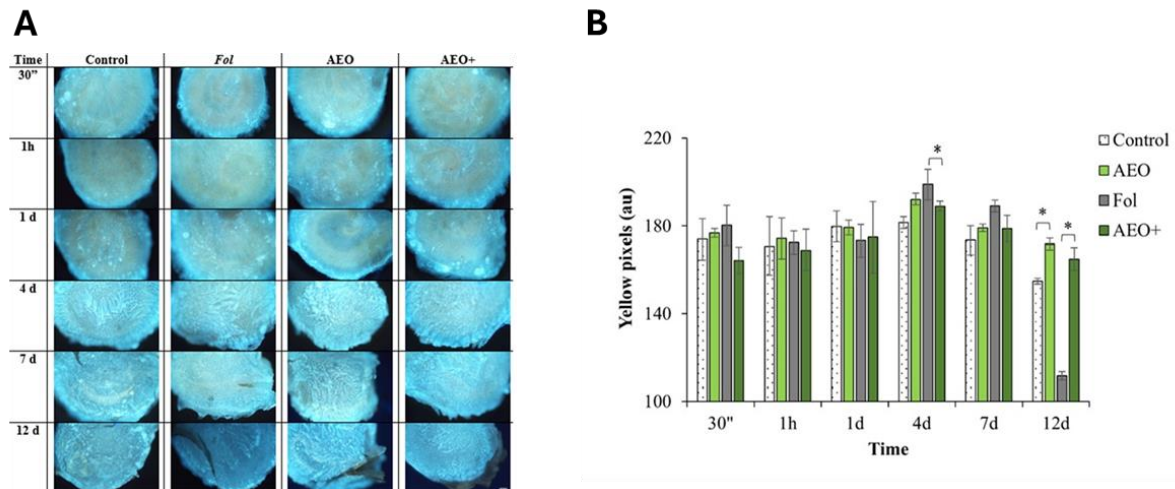 A
Time Control Fol AEO AEO+
30"
1h
1 d
4 d
7 d
12 d
B
Yellow pixels (au)
220
180
140
100
* * *
30" 1h 1d 4d 7d 12d
Time
Control
AEO
Fol
AEO+